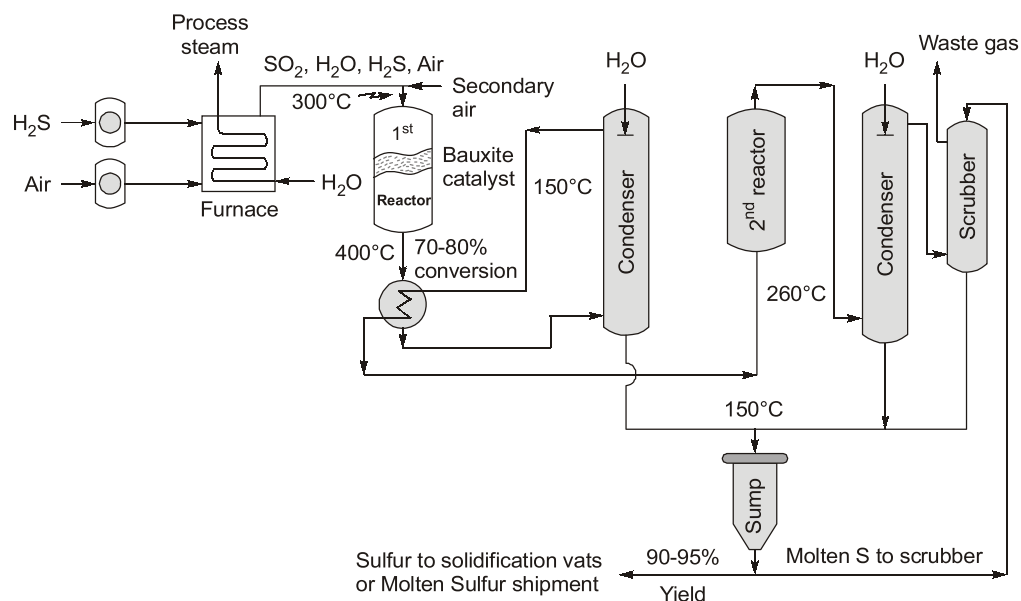 Process
steam
SO₂, H₂O, H₂S, Air
300°C
Secondary
air
H₂S
Air
H₂O
Furnace
1st
Bauxite
catalyst
Reactor
400°C
70-80%
conversion
150°C
H₂O
Condenser
2nd reactor
260°C
H₂O
Condenser
Waste gas
Scrubber
150°C
Sump
Sulfur to solidification vats
or Molten Sulfur shipment
90-95%
Yield
Molten S to scrubber